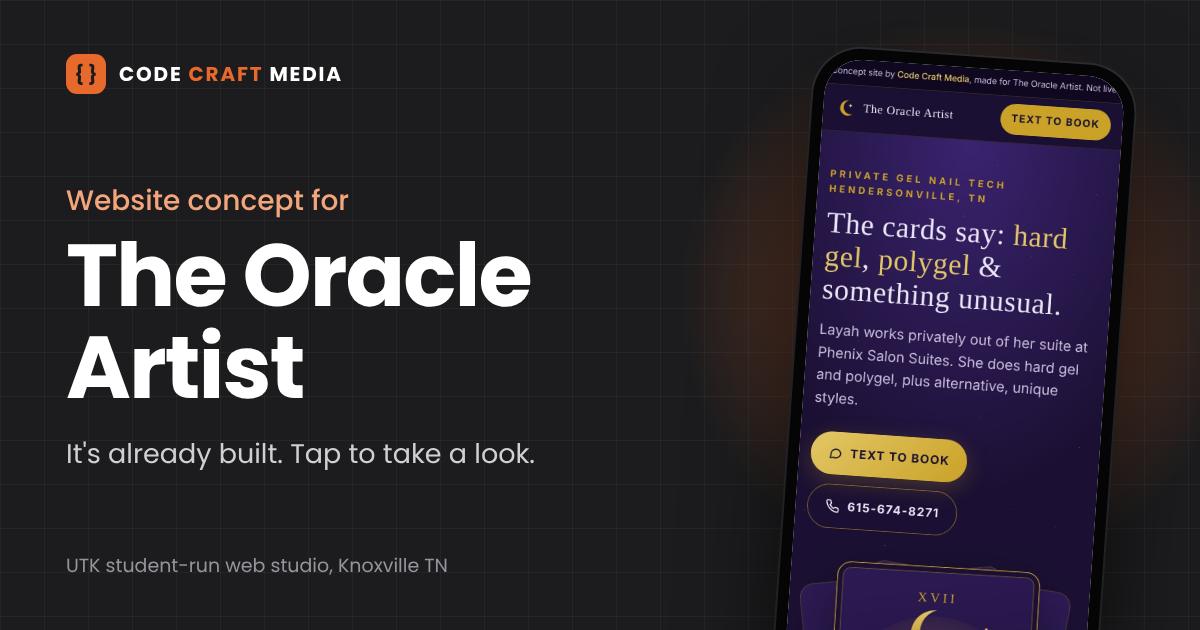 { } CODE CRAFT MEDIA
Website concept for
The Oracle
Artist
It's already built. Tap to take a look.
UTK student-run web studio, Knoxville TN
concept site by Code Craft Media, made for The Oracle Artist. Not live
The Oracle Artist
TEXT TO BOOK
PRIVATE GEL NAIL TECH
HENDERSONVILLE, TN
The cards say: hard
gel, polygel &
something unusual.
Layah works privately out of her suite at
Phenix Salon Suites. She does hard gel
and polygel, plus alternative, unique
styles.
TEXT TO BOOK
615-674-8271
XVII